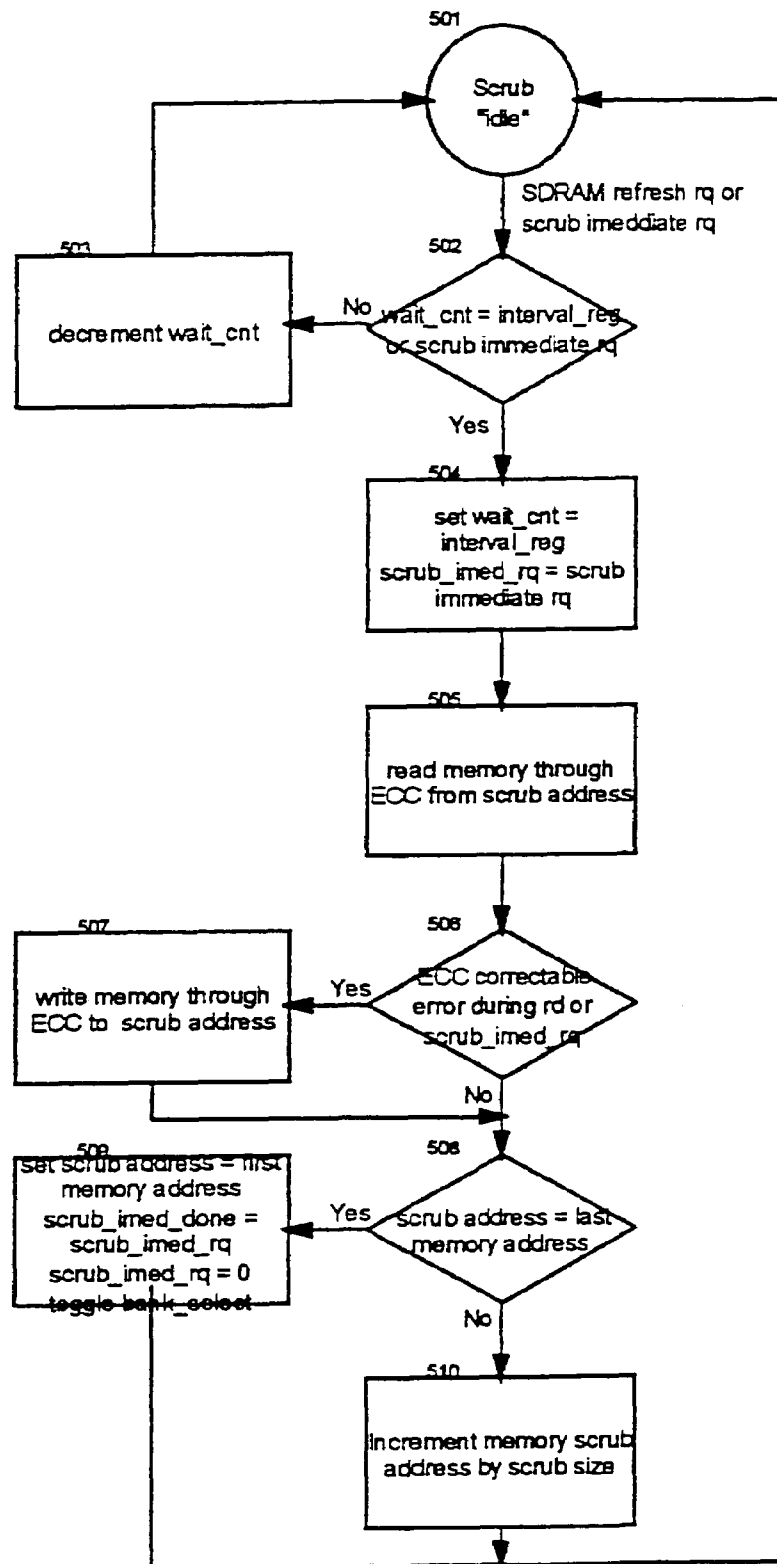 501
Scrub
"idle"
SDRAM refresh rq or
scrub imeddiate rq
503
502
decrement wait_cnt
No
wait_cnt = interval_reg
or scrub immediate rq
Yes
504
set wait_cnt =
interval_reg
scrub_imed_rq = scrub
immediate rq
505
read memory through
ECC from scrub address
507
506
write memory through
ECC to scrub address
Yes
ECC correctable
error during rd or
scrub_imed_rq
No
509
508
set scrub address = first
memory address
scrub_imed_done =
scrub_imed_rq
scrub_imed_rq = 0
toggle bank_select
Yes
scrub address = last
memory address
No
510
increment memory scrub
address by scrub size